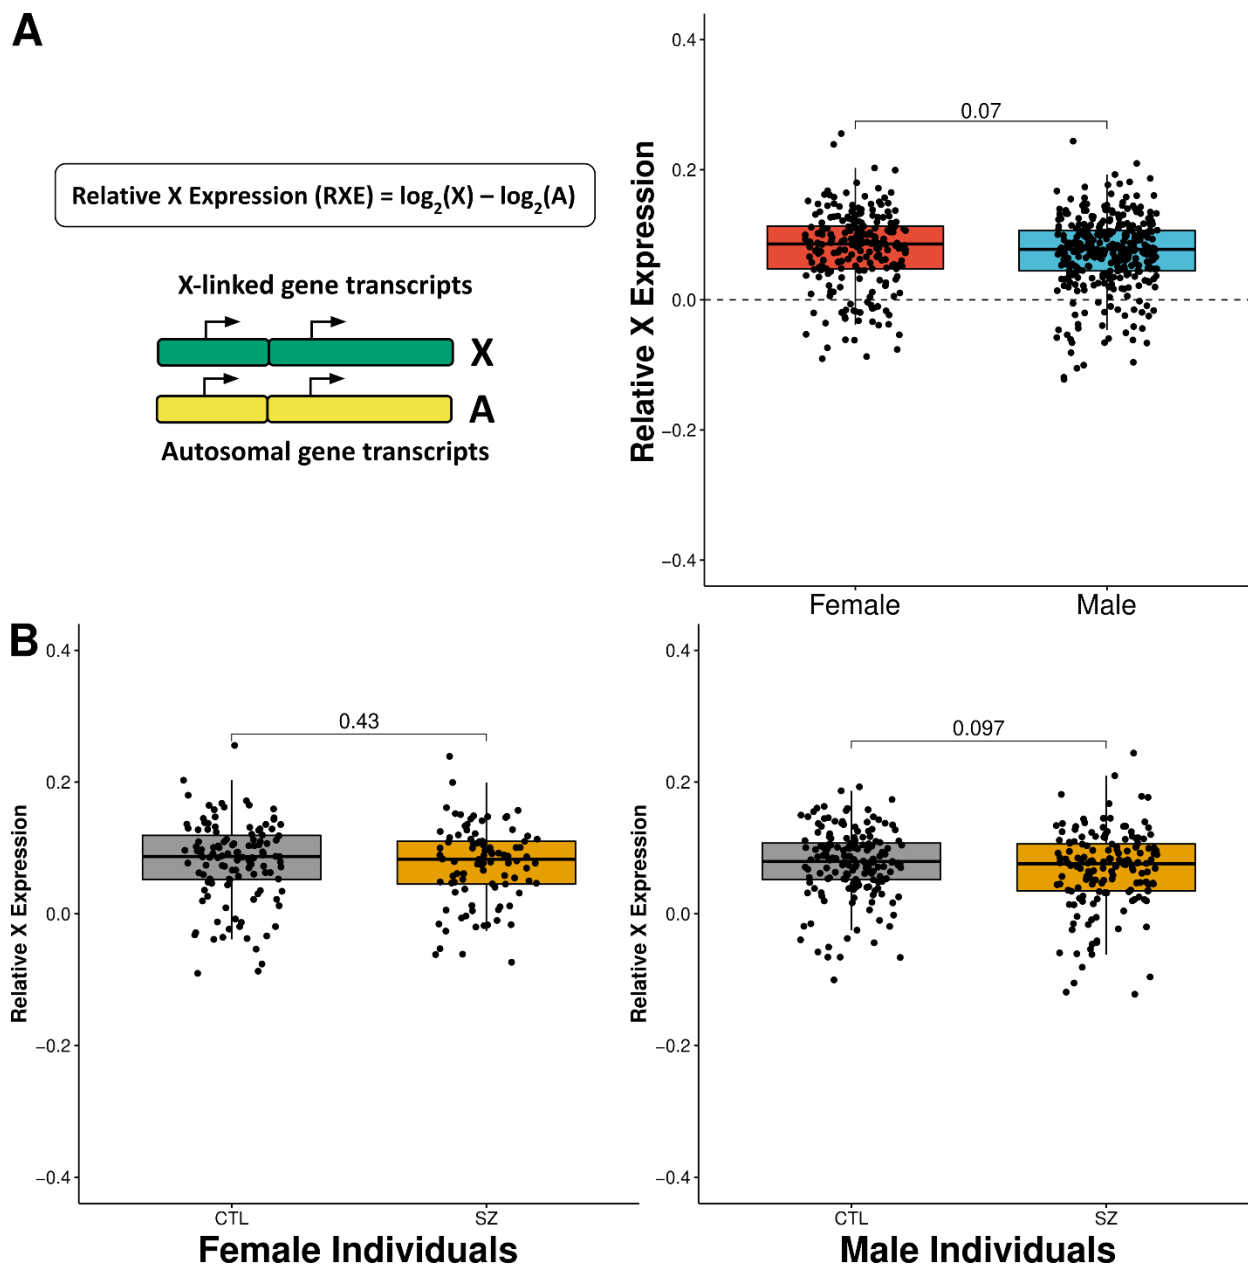 A
Relative X Expression (RXE) = log₂(X) – log₂(A)
X-linked gene transcripts
X
A
Autosomal gene transcripts
Relative X Expression
0.4
0.2
0.0
−0.2
−0.4
0.07
Female Male
B
Relative X Expression
0.4
0.2
0.0
−0.2
−0.4
0.43
CTL SZ
Female Individuals
Relative X Expression
0.4
0.2
0.0
−0.2
−0.4
0.097
CTL SZ
Male Individuals